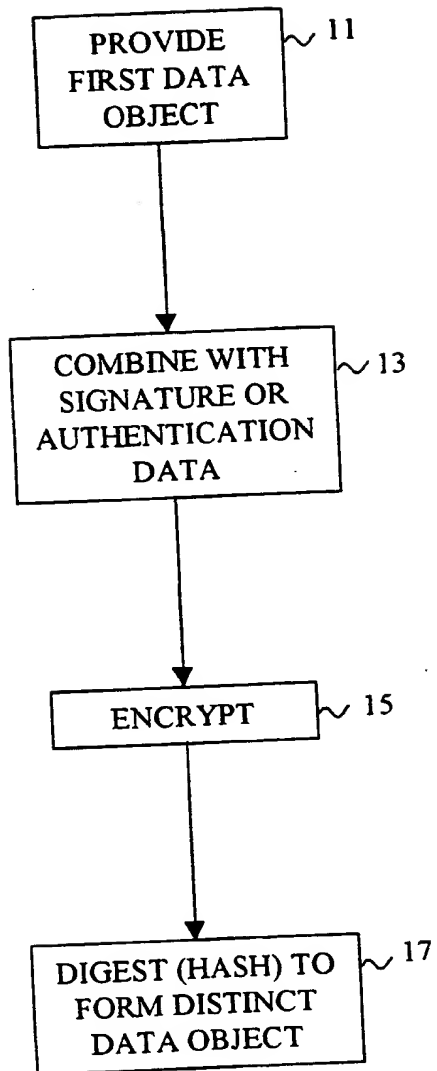 PROVIDE
FIRST DATA
OBJECT
11
COMBINE WITH
SIGNATURE OR
AUTHENTICATION
DATA
13
ENCRYPT
15
DIGEST (HASH) TO
FORM DISTINCT
DATA OBJECT
17